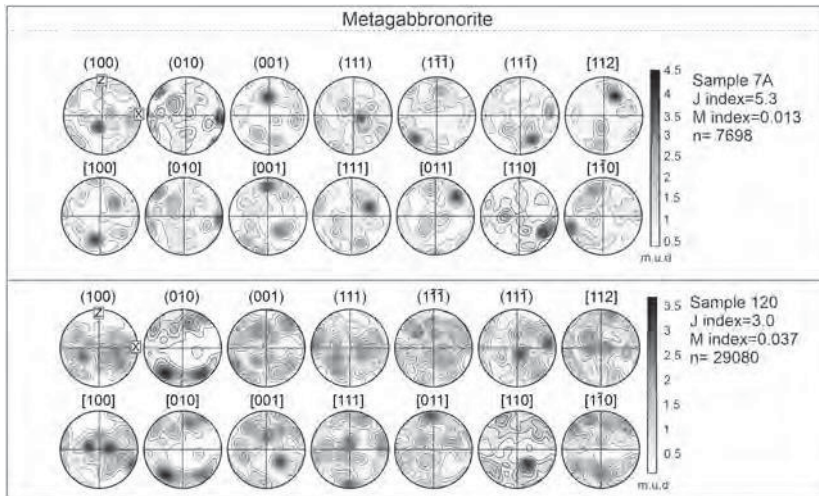 Metagabbronorite
(100) (010) (001) (111) (1̅1̅1̅) (111̅) [112]
Z
X
4.5
4
3.5
3
2.5
2
1.5
1
0.5
m.u.d
Sample 7A
J index=5.3
M index=0.013
n= 7698
[100] [010] [001] [111] [011] [110] [11̅0]
(100) (010) (001) (111) (11̅1̅) (111̅) [112]
Z
X
3.5
3
2.5
2
1.5
1
0.5
m.u.d
Sample 120
J index=3.0
M index=0.037
n= 29080
[100] [010] [001] [111] [011] [110] [11̅0]